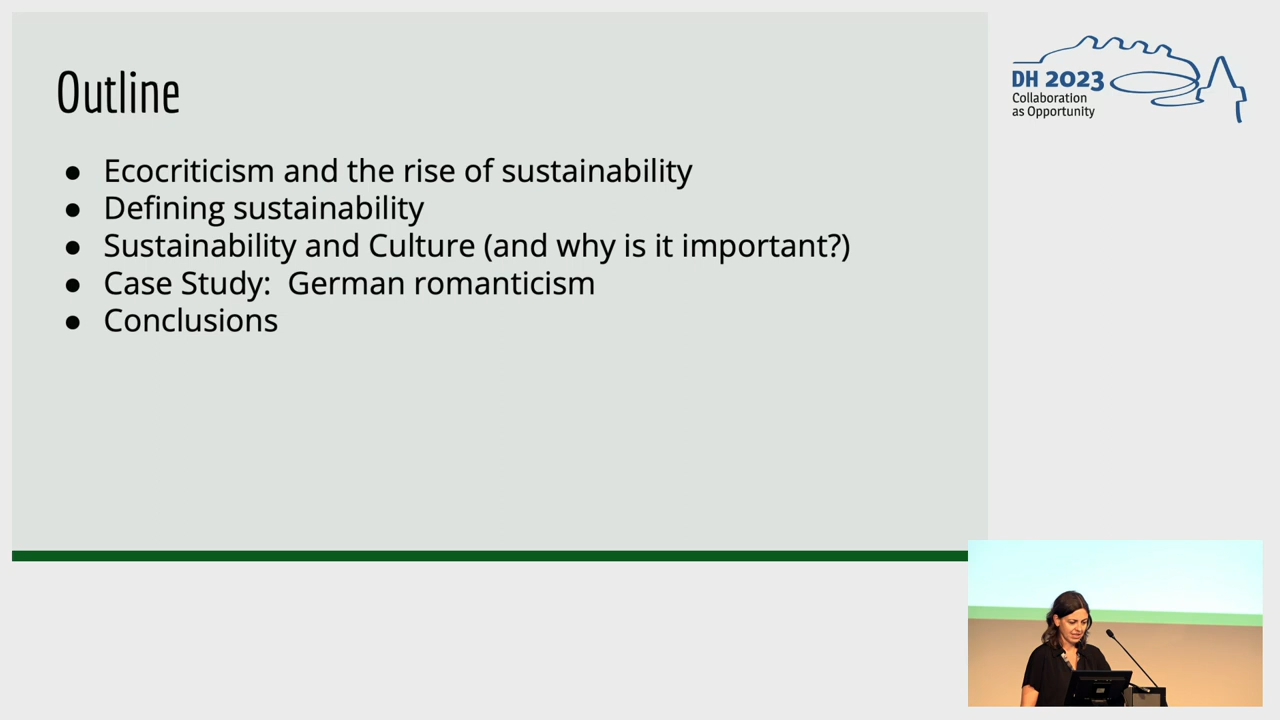 Outline
● Ecocriticism and the rise of sustainability
● Defining sustainability
● Sustainability and Culture (and why is it important?)
● Case Study:  German romanticism
● Conclusions
DH 2023
Collaboration
as Opportunity